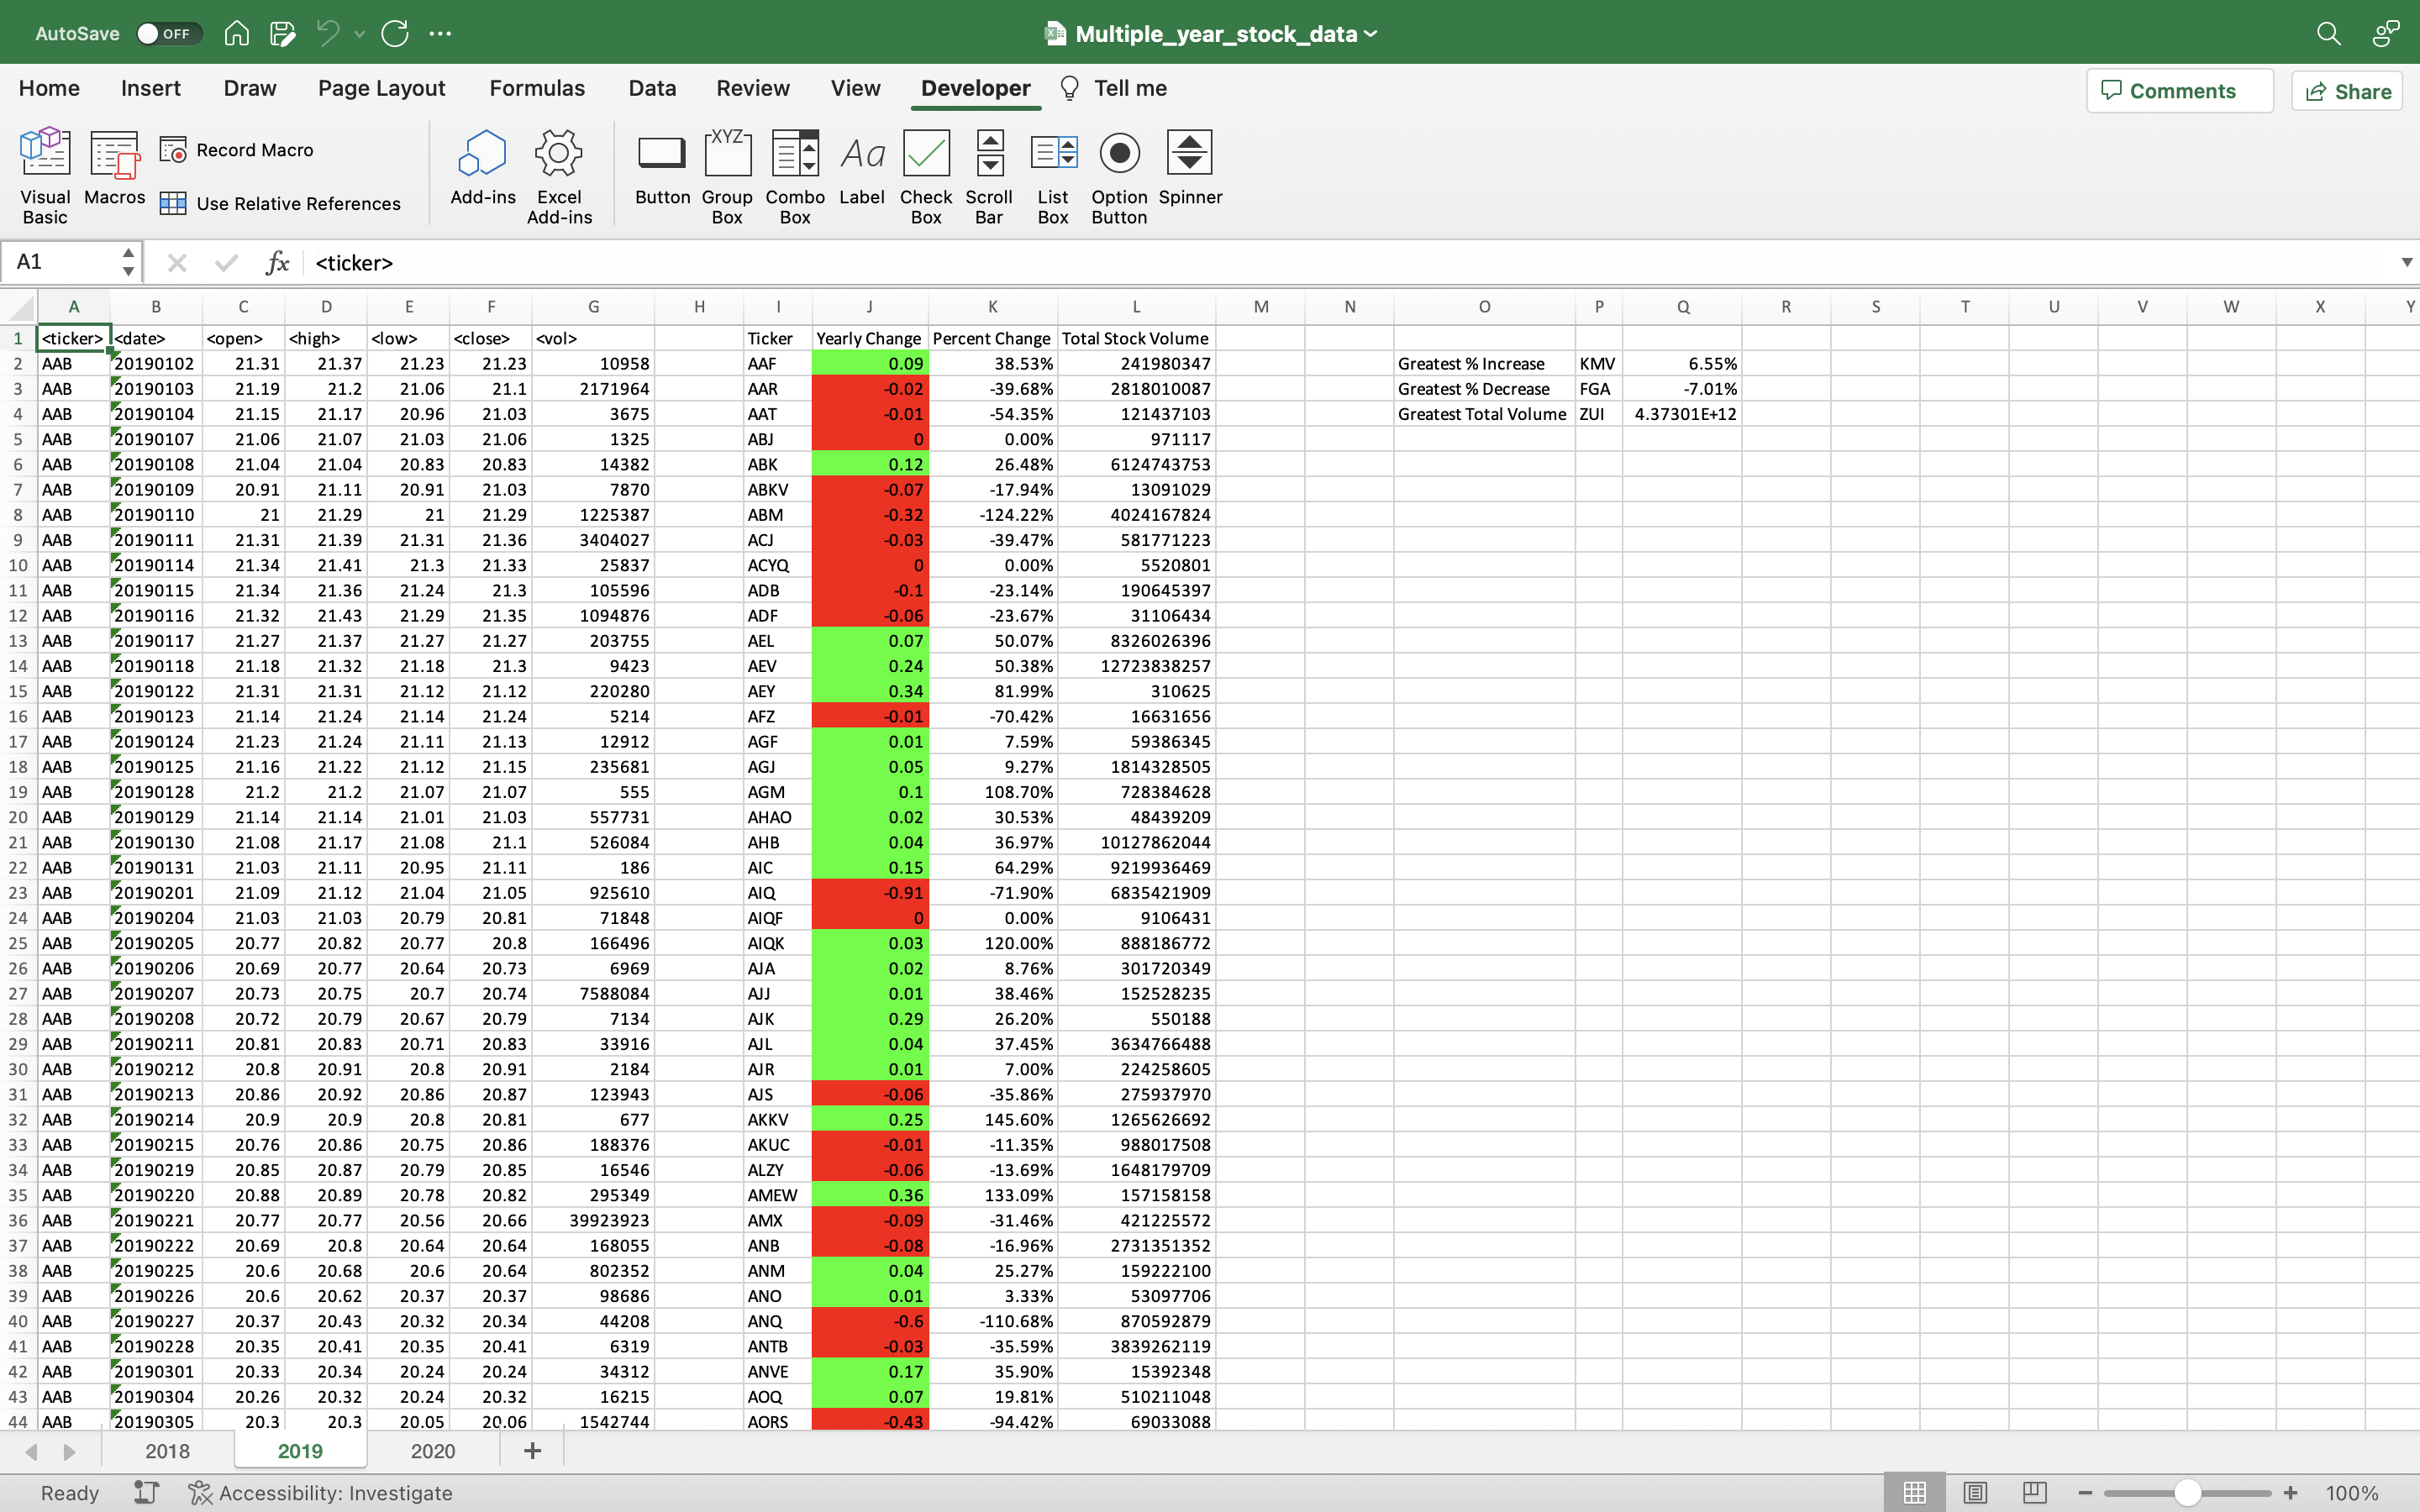 AutoSave OFF Multiple_year_stock_data
Home Insert Draw Page Layout Formulas Data Review View Developer Tell me Comments Share
Visual Basic Macros Record Macro Use Relative References Add-ins Excel Add-ins Button XYZ Group Box Combo Box Aa Label Check Box Scroll Bar List Box Option Button Spinner
A1 fx <ticker>
A B C D E F G H I J K L M N O P Q R S T U V W X Y
1 <ticker> <date> <open> <high> <low> <close> <vol> Ticker Yearly Change Percent Change Total Stock Volume
2 AAB 20190102 21.31 21.37 21.23 21.23 10958 AAF 0.09 38.53% 241980347 Greatest % Increase KMV 6.55%
3 AAB 20190103 21.19 21.2 21.06 21.1 2171964 AAR -0.02 -39.68% 2818010087 Greatest % Decrease FGA -7.01%
4 AAB 20190104 21.15 21.17 20.96 21.03 3675 AAT -0.01 -54.35% 121437103 Greatest Total Volume ZUI 4.37301E+12
5 AAB 20190107 21.06 21.07 21.03 21.06 1325 ABJ 0 0.00% 971117
6 AAB 20190108 21.04 21.04 20.83 20.83 14382 ABK 0.12 26.48% 6124743753
7 AAB 20190109 20.91 21.11 20.91 21.03 7870 ABKV -0.07 -17.94% 13091029
8 AAB 20190110 21 21.29 21 21.29 1225387 ABM -0.32 -124.22% 4024167824
9 AAB 20190111 21.31 21.39 21.31 21.36 3404027 ACJ -0.03 -39.47% 581771223
10 AAB 20190114 21.34 21.41 21.3 21.33 25837 ACYQ 0 0.00% 5520801
11 AAB 20190115 21.34 21.36 21.24 21.3 105596 ADB -0.1 -23.14% 190645397
12 AAB 20190116 21.32 21.43 21.29 21.35 1094876 ADF -0.06 -23.67% 31106434
13 AAB 20190117 21.27 21.37 21.27 21.27 203755 AEL 0.07 50.07% 8326026396
14 AAB 20190118 21.18 21.32 21.18 21.3 9423 AEV 0.24 50.38% 12723838257
15 AAB 20190122 21.31 21.31 21.12 21.12 220280 AEY 0.34 81.99% 310625
16 AAB 20190123 21.14 21.24 21.14 21.24 5214 AFZ -0.01 -70.42% 16631656
17 AAB 20190124 21.23 21.24 21.11 21.13 12912 AGF 0.01 7.59% 59386345
18 AAB 20190125 21.16 21.22 21.12 21.15 235681 AGJ 0.05 9.27% 1814328505
19 AAB 20190128 21.2 21.2 21.07 21.07 555 AGM 0.1 108.70% 728384628
20 AAB 20190129 21.14 21.14 21.01 21.03 557731 AHAO 0.02 30.53% 48439209
21 AAB 20190130 21.08 21.17 21.08 21.1 526084 AHB 0.04 36.97% 10127862044
22 AAB 20190131 21.03 21.11 20.95 21.11 186 AIC 0.15 64.29% 9219936469
23 AAB 20190201 21.09 21.12 21.04 21.05 925610 AIQ -0.91 -71.90% 6835421909
24 AAB 20190204 21.03 21.03 20.79 20.81 71848 AIQF 0 0.00% 9106431
25 AAB 20190205 20.77 20.82 20.77 20.8 166496 AIQK 0.03 120.00% 888186772
26 AAB 20190206 20.69 20.77 20.64 20.73 6969 AJA 0.02 8.76% 301720349
27 AAB 20190207 20.73 20.75 20.7 20.74 7588084 AJJ 0.01 38.46% 152528235
28 AAB 20190208 20.72 20.79 20.67 20.79 7134 AJK 0.29 26.20% 550188
29 AAB 20190211 20.81 20.83 20.71 20.83 33916 AJL 0.04 37.45% 3634766488
30 AAB 20190212 20.8 20.91 20.8 20.91 2184 AJR 0.01 7.00% 224258605
31 AAB 20190213 20.86 20.92 20.86 20.87 123943 AJS -0.06 -35.86% 275937970
32 AAB 20190214 20.9 20.9 20.8 20.81 677 AKKV 0.25 145.60% 1265626692
33 AAB 20190215 20.76 20.86 20.75 20.86 188376 AKUC -0.01 -11.35% 988017508
34 AAB 20190219 20.85 20.87 20.79 20.85 16546 ALZY -0.06 -13.69% 1648179709
35 AAB 20190220 20.88 20.89 20.78 20.82 295349 AMEW 0.36 133.09% 157158158
36 AAB 20190221 20.77 20.77 20.56 20.66 39923923 AMX -0.09 -31.46% 421225572
37 AAB 20190222 20.69 20.8 20.64 20.64 168055 ANB -0.08 -16.96% 2731351352
38 AAB 20190225 20.6 20.68 20.6 20.64 802352 ANM 0.04 25.27% 159222100
39 AAB 20190226 20.6 20.62 20.37 20.37 98686 ANO 0.01 3.33% 53097706
40 AAB 20190227 20.37 20.43 20.32 20.34 44208 ANQ -0.6 -110.68% 870592879
41 AAB 20190228 20.35 20.41 20.35 20.41 6319 ANTB -0.03 -35.59% 3839262119
42 AAB 20190301 20.33 20.34 20.24 20.24 34312 ANVE 0.17 35.90% 15392348
43 AAB 20190304 20.26 20.32 20.24 20.32 16215 AOQ 0.07 19.81% 510211048
44 AAB 20190305 20.3 20.3 20.05 20.06 1542744 AORS -0.43 -94.42% 69033088
2018 2019 2020 +
Ready Accessibility: Investigate 100%